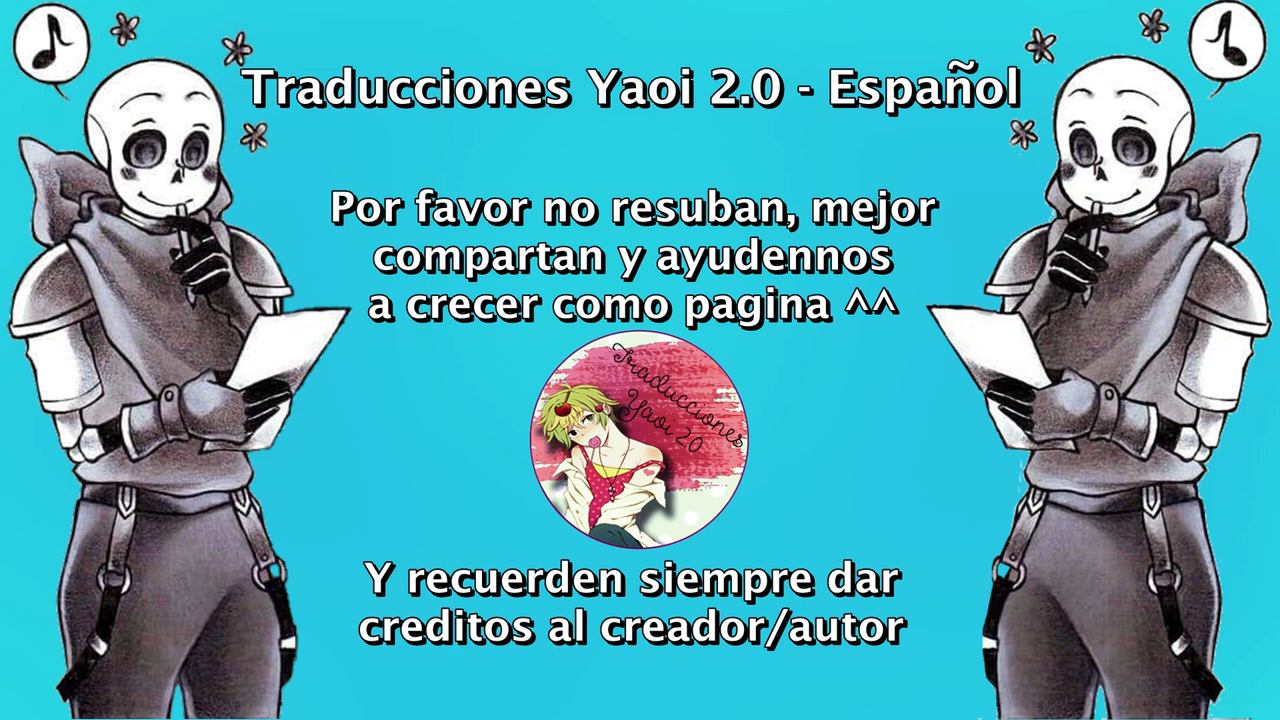 Traducciones Yaoi 2.0 - Español
Por favor no resuban, mejor
compartan y ayudennos
a crecer como pagina ^^
Traducciones
Yaoi 2.0
Y recuerden siempre dar
creditos al creador/autor